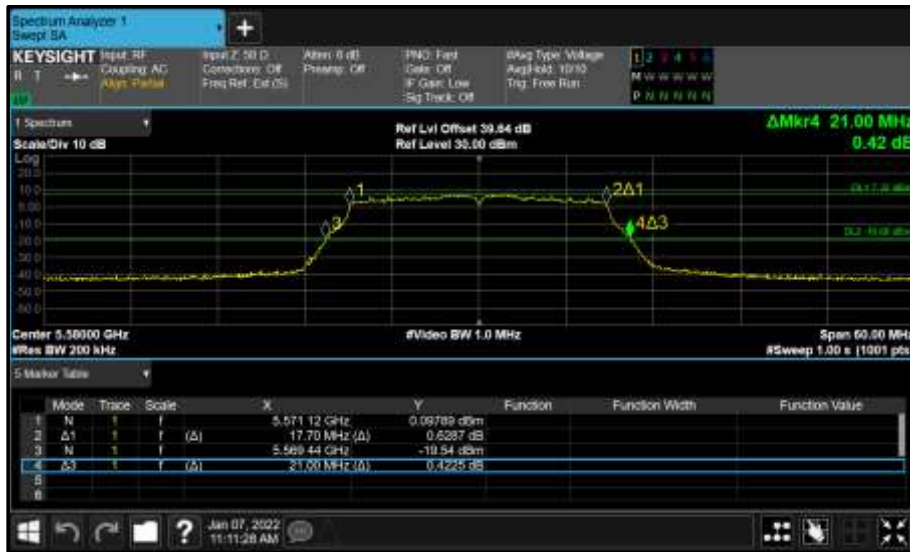 Spectrum Analyzer 1
Swept SA
+
KEYSIGHT Input: RF
R T
Coupling: AC
Align: Partial
Input Z: 50 Ω
Corrections: Off
Freq Ref: Ext (S)
Atten: 6 dB
Preamp: Off
PNO: Fast
Gate: Off
IF Gain: Low
Sig Track: Off
#Avg Type: Voltage
Avg|Hold: 10/10
Trig: Free Run
1 2 3 4 5 6
M W W W W W
P N N N N N
1 Spectrum
Scale/Div 10 dB
Log
Ref Lvl Offset 39.64 dB
Ref Level 30.00 dBm
ΔMkr4 21.00 MHz
0.42 dB
20.0
10.0
0.00
-10.0
-20.0
-30.0
-40.0
-50.0
1
2Δ1
3
4Δ3
Center 5.58000 GHz
#Res BW 200 kHz
#Video BW 1.0 MHz
Span 60.00 MHz
#Sweep 1.00 s (1001 pts
5 Marker Table
Mode Trace Scale X Y Function Function Width Function Value
1 N 1 f 5.571 12 GHz 0.09789 dBm
2 Δ1 1 f (Δ) 17.70 MHz (Δ) 0.6287 dB
3 N 1 f 5.569 44 GHz -19.54 dBm
4 Δ3 1 f (Δ) 21.00 MHz (Δ) 0.4225 dB
5
6
?
Jan 07, 2022
11:11:28 AM